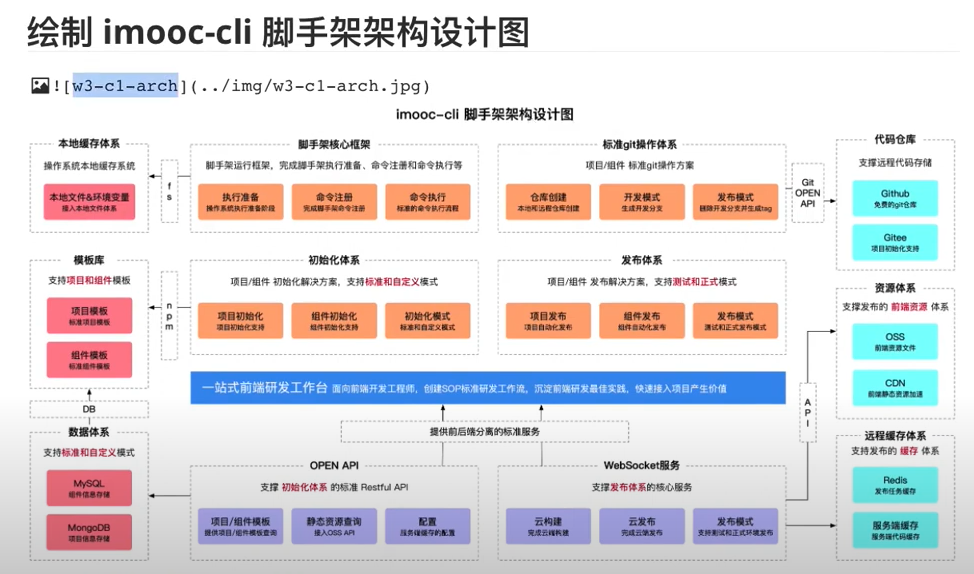 绘制 imooc-cli 脚手架架构设计图
![w3-c1-arch](../img/w3-c1-arch.jpg)
imooc-cli 脚手架架构设计图
本地缓存体系
操作系统本地缓存系统
本地文件&环境变量
接入本地文件体系
fs
脚手架核心框架
脚手架运行框架，完成脚手架执行准备、命令注册和命令执行等
执行准备
操作系统执行准备阶段
命令注册
完成脚手架命令注册
命令执行
标准的命令执行流程
标准git操作体系
项目/组件 标准git操作方案
仓库创建
本地和远程仓库创建
开发模式
生成开发分支
发布模式
删除开发分支并生成tag
Git
OPEN
API
代码仓库
支撑远程代码存储
Github
免费的git仓库
Gitee
项目初始化支持
模板库
支持项目和组件模板
项目模板
标准项目模板
组件模板
标准组件模板
npm
初始化体系
项目/组件 初始化解决方案，支持标准和自定义模式
项目初始化
项目初始化支持
组件初始化
组件初始化支持
初始化模式
标准和自定义模式
发布体系
项目/组件 发布解决方案，支持测试和正式模式
项目发布
项目自动化发布
组件发布
组件自动化发布
发布模式
测试和正式发布模式
资源体系
支撑发布的 前端资源 体系
OSS
前端资源文件
CDN
前端静态资源加速
一站式前端研发工作台 面向前端开发工程师，创建SOP标准研发工作流，沉淀前端研发最佳实践，快速接入项目产生价值
DB
提供前后端分离的标准服务
API
数据体系
支持标准和自定义模式
MySQL
组件信息存储
MongoDB
项目信息存储
OPEN API
支撑 初始化体系 的标准 Restful API
项目/组件模板
提供项目/组件模板查询
静态资源查询
接入OSS API
配置
服务端缓存的配置
WebSocket服务
支撑发布体系的核心服务
云构建
完成云端构建
云发布
完成云端发布
发布模式
支持测试和正式环境发布
远程缓存体系
支持发布的 缓存 体系
Redis
发布任务缓存
服务端缓存
服务端代码缓存